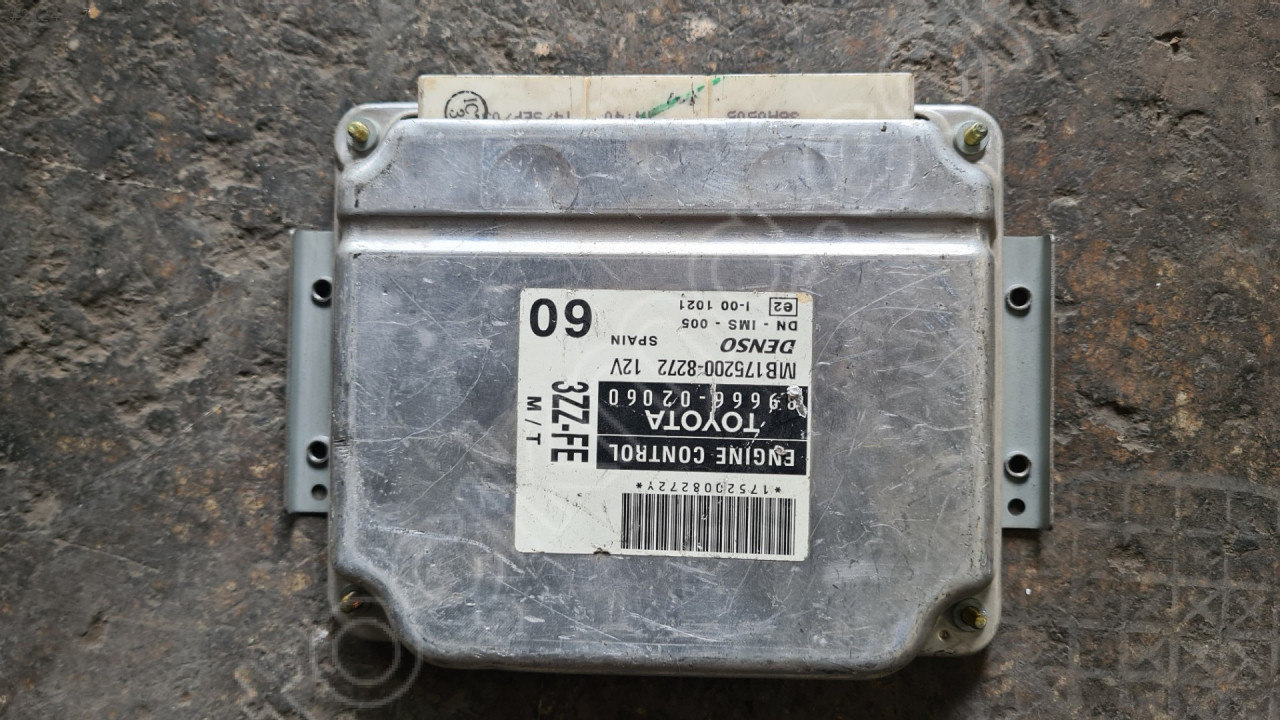 *1752008272Y*
ENGINE CONTROL
TOYOTA
89666-02060
MB175200-8272 12V
DENSO SPAIN
DN - IMS - 005
e2 I-00 1021
3ZZ-FE
M/T
60